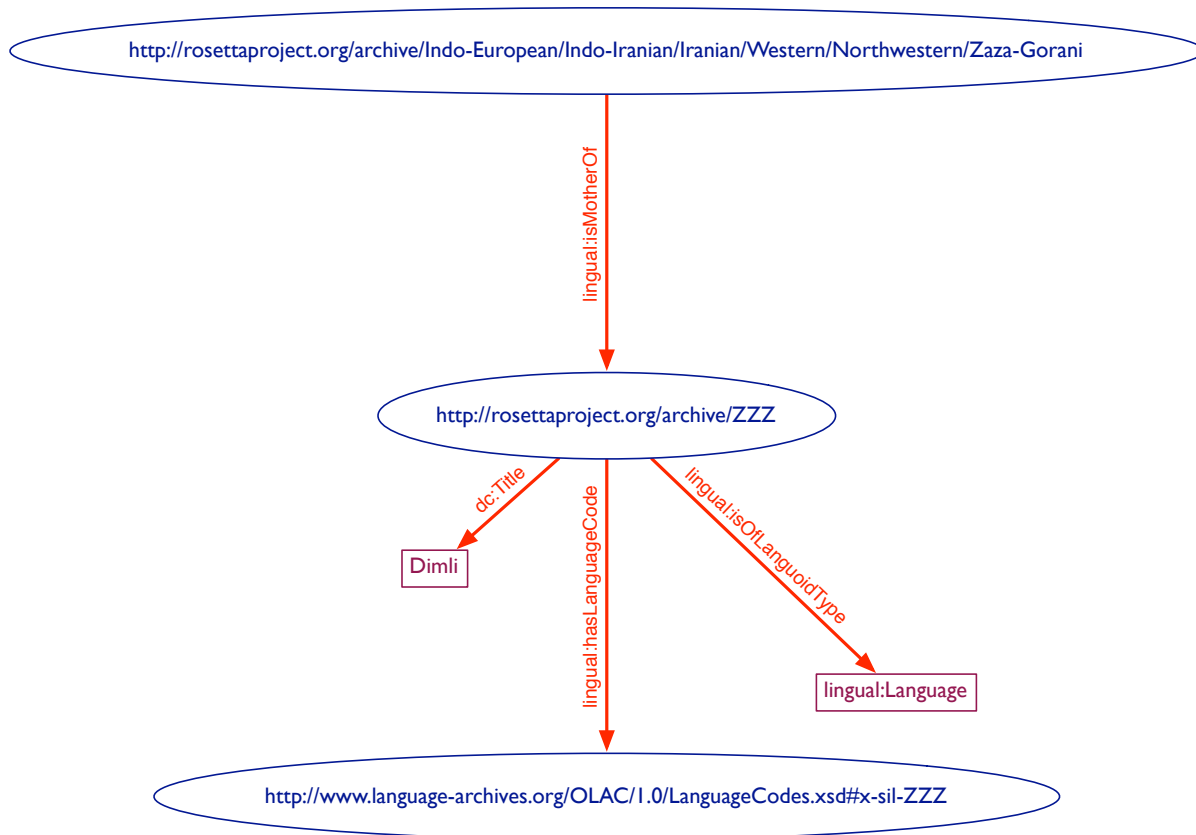 http://rosettaproject.org/archive/Indo-European/Indo-Iranian/Iranian/Western/Northwestern/Zaza-Gorani
lingual:isMotherOf
http://rosettaproject.org/archive/ZZZ
dc:Title
lingual:hasLanguageCode
lingual:isOfLanguoidType
Dimli
lingual:Language
http://www.language-archives.org/OLAC/1.0/LanguageCodes.xsd#x-sil-ZZZ